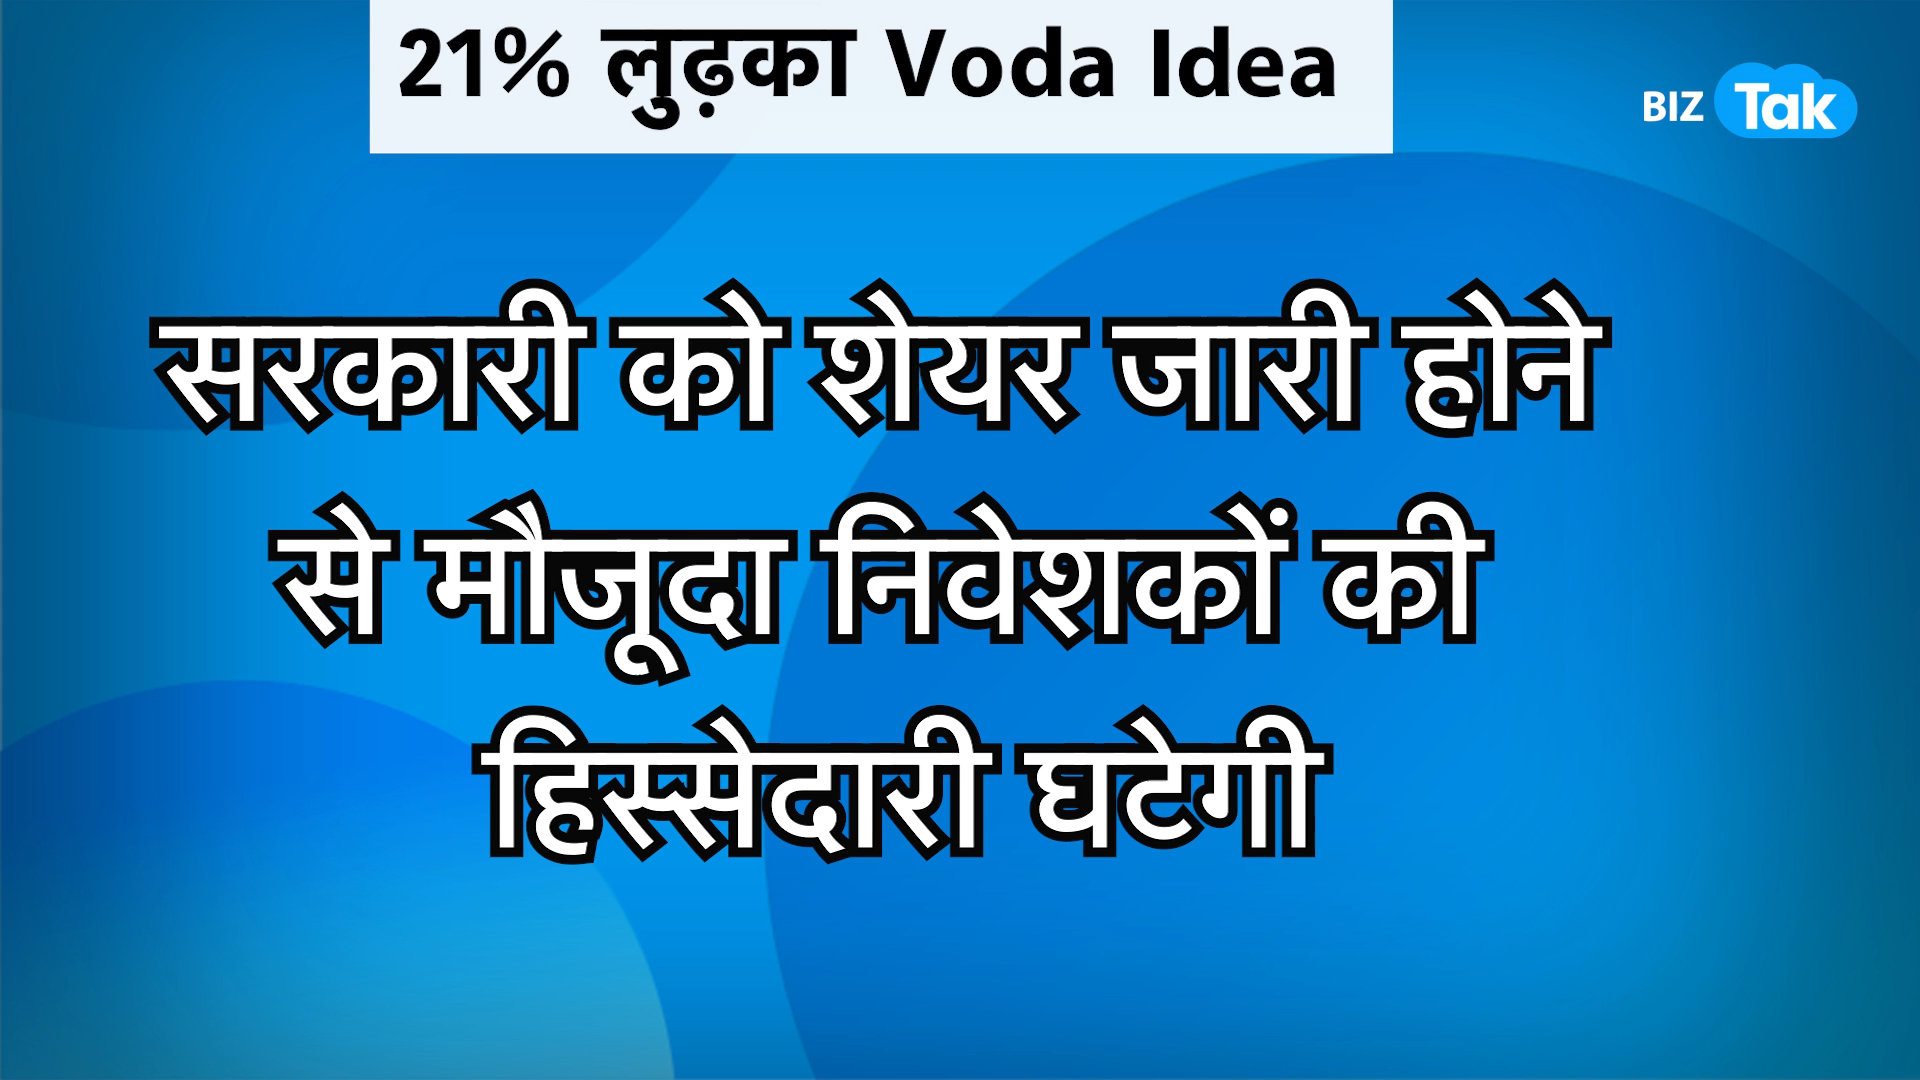 21% लुढ़का Voda Idea
BIZ Tak
सरकारी को शेयर जारी होने
से मौजूदा निवेशकों की
हिस्सेदारी घटेगी